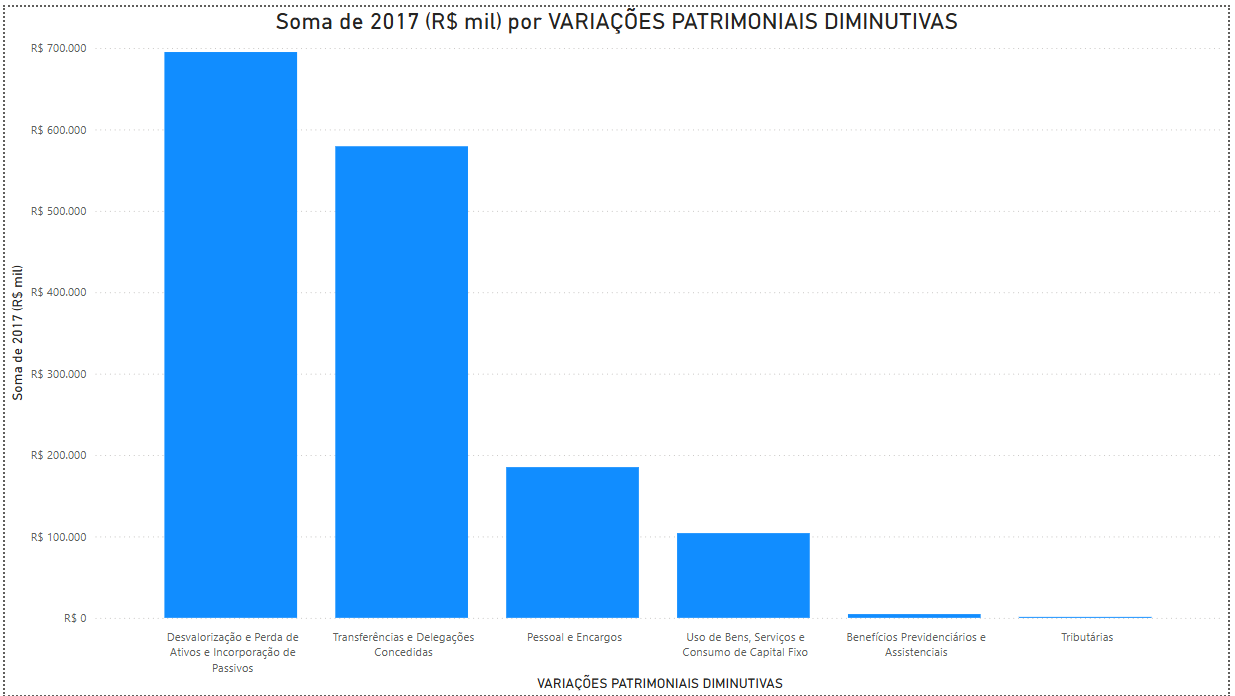 Soma de 2017 (R$ mil) por VARIAÇÕES PATRIMONIAIS DIMINUTIVAS
R$ 700.000
R$ 600.000
R$ 500.000
R$ 400.000
R$ 300.000
R$ 200.000
R$ 100.000
R$ 0
Soma de 2017 (R$ mil)
Desvalorização e Perda de
Ativos e Incorporação de
Passivos
Transferências e Delegações
Concedidas
Pessoal e Encargos
Uso de Bens, Serviços e
Consumo de Capital Fixo
Benefícios Previdenciários e
Assistenciais
Tributárias
VARIAÇÕES PATRIMONIAIS DIMINUTIVAS